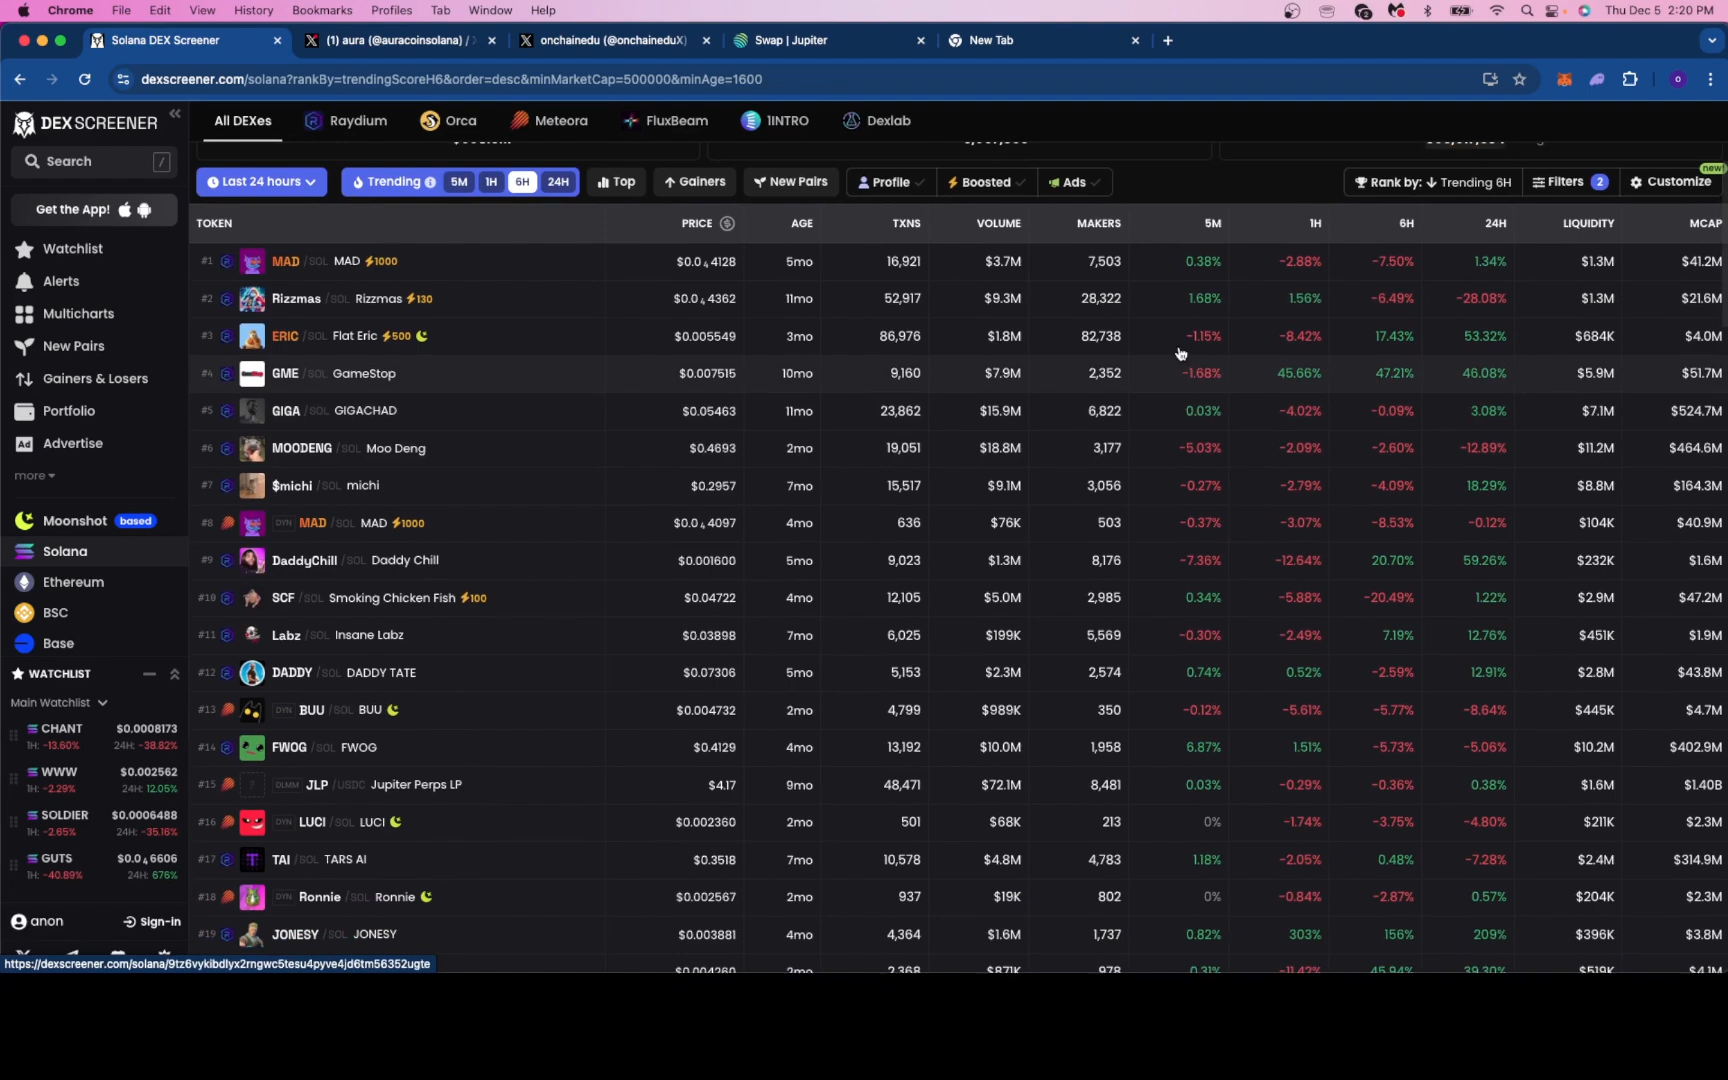 Chrome File Edit View History Bookmarks Profiles Tab Window Help Thu Dec 5 2:20 PM
Solana DEX Screener (1) aura (@auracoinsolana) / onchainedu (@onchaineduX) Swap | Jupiter New Tab
dexscreener.com/solana?rankBy=trendingScoreH6&order=desc&minMarketCap=500000&minAge=1600
DEX SCREENER
Search /
Get the App!
Watchlist
Alerts
Multicharts
New Pairs
Gainers & Losers
Portfolio
Ad Advertise
more
Moonshot based
Solana
Ethereum
BSC
Base
WATCHLIST
Main Watchlist
CHANT $0.0008173
1H: -13.60% 24H: -38.82%
WWW $0.002562
1H: -2.29% 24H: 12.05%
SOLDIER $0.0006488
1H: -2.65% 24H: -35.16%
GUTS $0.0₄6606
1H: -40.89% 24H: 676%
anon Sign-in
https://dexscreener.com/solana/9tz6vykibdlyx2rngwc5tesu4pyve4jd6tm56352ugte
All DEXes Raydium Orca Meteora FluxBeam 1INTRO Dexlab
Last 24 hours Trending 5M 1H 6H 24H Top Gainers New Pairs Profile Boosted Ads Rank by: Trending 6H Filters 2 Customize new
TOKEN PRICE AGE TXNS VOLUME MAKERS 5M 1H 6H 24H LIQUIDITY MCAP
#1 MAD /SOL MAD ⚡1000 $0.0₄4128 5mo 16,921 $3.7M 7,503 0.38% -2.88% -7.50% 1.34% $1.3M $41.2M
#2 Rizzmas /SOL Rizzmas ⚡130 $0.0₄4362 11mo 52,917 $9.3M 28,322 1.68% 1.56% -6.49% -28.08% $1.3M $21.6M
#3 ERIC /SOL Flat Eric ⚡500 $0.005549 3mo 86,976 $1.8M 82,738 -1.15% -8.42% 17.43% 53.32% $684K $4.0M
#4 GME /SOL GameStop $0.007515 10mo 9,160 $7.9M 2,352 -1.68% 45.66% 47.21% 46.08% $5.9M $51.7M
#5 GIGA /SOL GIGACHAD $0.05463 11mo 23,862 $15.9M 6,822 0.03% -4.02% -0.09% 3.08% $7.1M $524.7M
#6 MOODENG /SOL Moo Deng $0.4693 2mo 19,051 $18.8M 3,177 -5.03% -2.09% -2.60% -12.89% $11.2M $464.6M
#7 $michi /SOL michi $0.2957 7mo 15,517 $9.1M 3,056 -0.27% -2.79% -4.09% 18.29% $8.8M $164.3M
#8 DYN MAD /SOL MAD ⚡1000 $0.0₄4097 4mo 636 $76K 503 -0.37% -3.07% -8.53% -0.12% $104K $40.9M
#9 DaddyChill /SOL Daddy Chill $0.001600 5mo 9,023 $1.3M 8,176 -7.36% -12.64% 20.70% 59.26% $232K $1.6M
#10 SCF /SOL Smoking Chicken Fish ⚡100 $0.04722 4mo 12,105 $5.0M 2,985 0.34% -5.88% -20.49% 1.22% $2.9M $47.2M
#11 Labz /SOL Insane Labz $0.03898 7mo 6,025 $199K 5,569 -0.30% -2.49% 7.19% 12.76% $451K $1.9M
#12 DADDY /SOL DADDY TATE $0.07306 5mo 5,153 $2.3M 2,574 0.74% 0.52% -2.59% 12.91% $2.8M $43.8M
#13 DYN BUU /SOL BUU $0.004732 2mo 4,799 $989K 350 -0.12% -5.61% -5.77% -8.64% $445K $4.7M
#14 FWOG /SOL FWOG $0.4129 4mo 13,192 $10.0M 1,958 6.87% 1.51% -5.73% -5.06% $10.2M $402.9M
#15 DLMM JLP /USDC Jupiter Perps LP $4.17 9mo 48,471 $72.1M 8,481 0.03% -0.29% -0.36% 0.38% $1.6M $1.40B
#16 DYN LUCI /SOL LUCI $0.002360 2mo 501 $68K 213 0% -1.74% -3.75% -4.80% $211K $2.3M
#17 TAI /SOL TARS AI $0.3518 7mo 10,578 $4.8M 4,783 1.18% -2.05% 0.48% -7.28% $2.4M $314.9M
#18 DYN Ronnie /SOL Ronnie $0.002567 2mo 937 $19K 802 0% -0.84% -2.87% 0.57% $204K $2.3M
#19 JONESY /SOL JONESY $0.003881 4mo 4,364 $1.6M 1,737 0.82% 303% 156% 209% $396K $3.8M
$0.004260 2mo 2,368 $871K 978 0.31% -11.42% 45.94% 39.30% $519K $4.1M